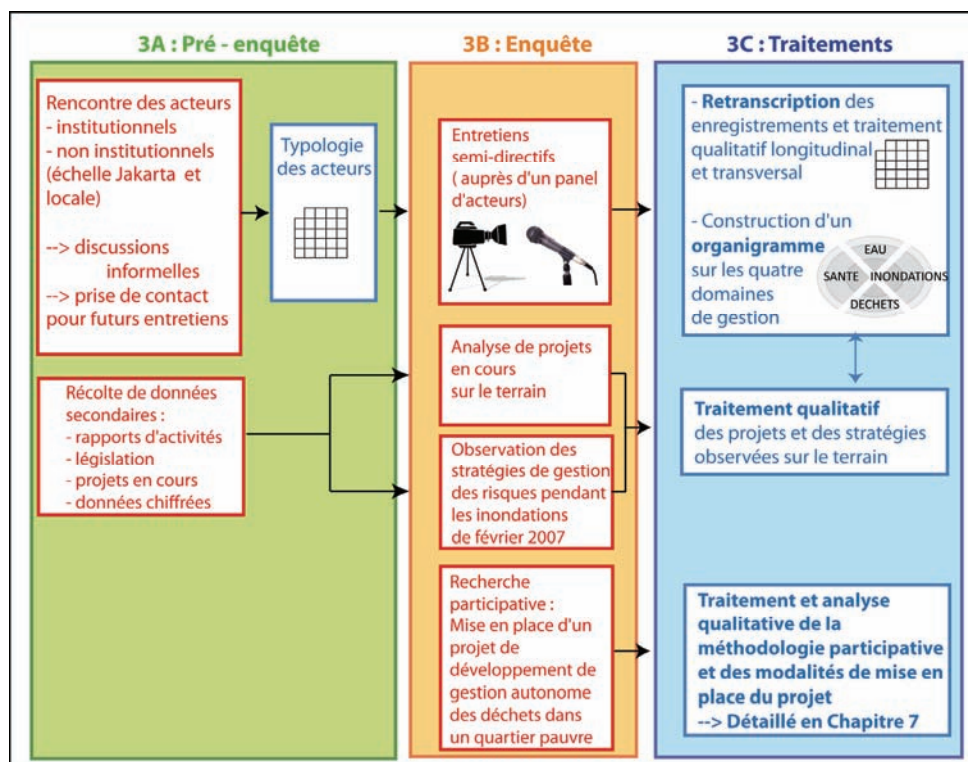 3A : Pré - enquête
Rencontre des acteurs
- institutionnels
- non institutionnels
(échelle Jakarta et
locale)
--> discussions
informelles
--> prise de contact
pour futurs entretiens
Typologie
des acteurs
Récolte de données
secondaires :
- rapports d'activités
- législation
- projets en cours
- données chiffrées
3B : Enquête
Entretiens
semi-directifs
( auprès d'un panel
d'acteurs)
Analyse de projets
en cours
sur le terrain
Observation des
stratégies de gestion
des risques pendant
les inondations
de février 2007
Recherche
participative :
Mise en place d'un
projet de
développement de
gestion autonome
des déchets dans
un quartier pauvre
3C : Traitements
- Retranscription des
enregistrements et traitement
qualitatif longitudinal
et transversal
- Construction d'un
organigramme
sur les quatre
domaines
de gestion
EAU
SANTE INONDATIONS
DECHETS
Traitement qualitatif
des projets et des stratégies
observées sur le terrain
Traitement et analyse
qualitative de la
méthodologie participative
et des modalités de mise en
place du projet
--> Détaillé en Chapitre 7